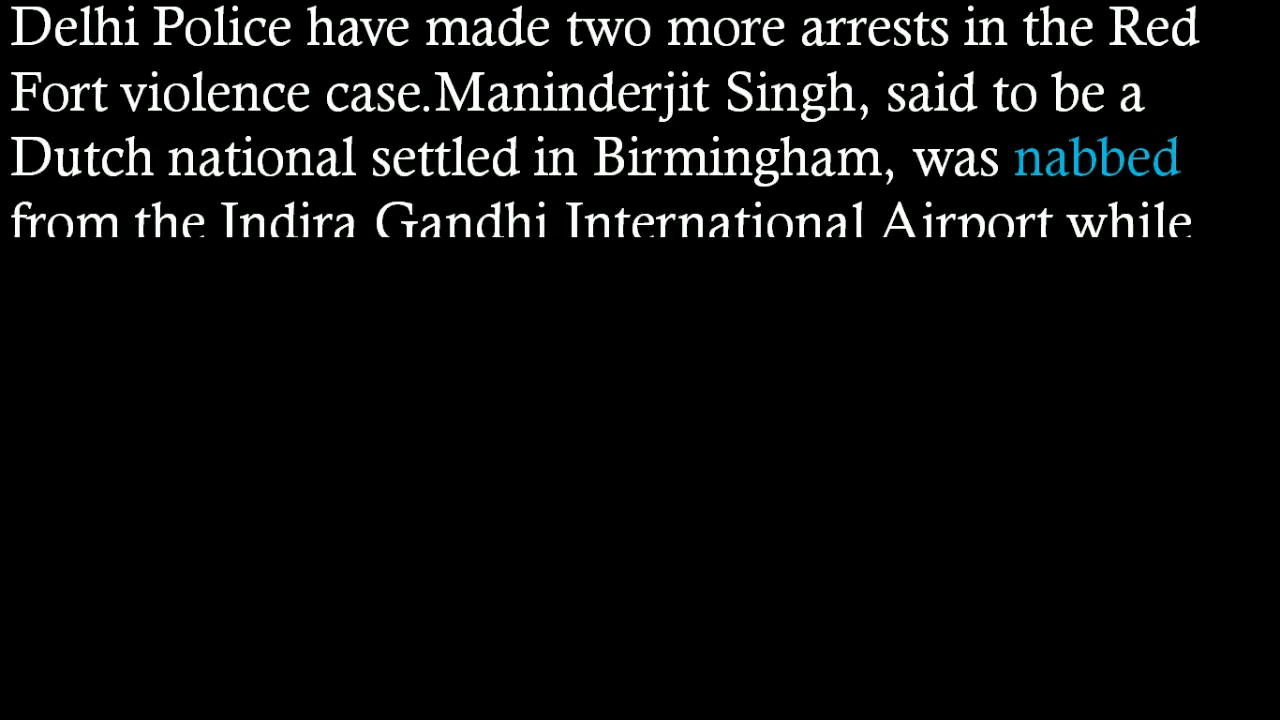 Delhi Police have made two more arrests in the Red
Fort violence case.Maninderjit Singh, said to be a
Dutch national settled in Birmingham, was nabbed
from the Indira Gandhi International Airport while